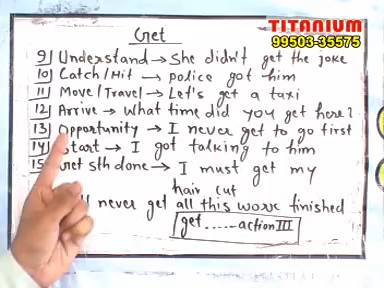 TITANIUM
99503-35575
Get
9) Understand → She didn't get the joke
10) Catch/Hit → police got him
11) Move/Travel → Let's get a taxi
12) Arrive → What time did you get here?
13) Opportunity → I never get to go first
14) Start → I got talking to him
15) Get sth done → I must get my
hair cut
never get all this work finished
get......action III